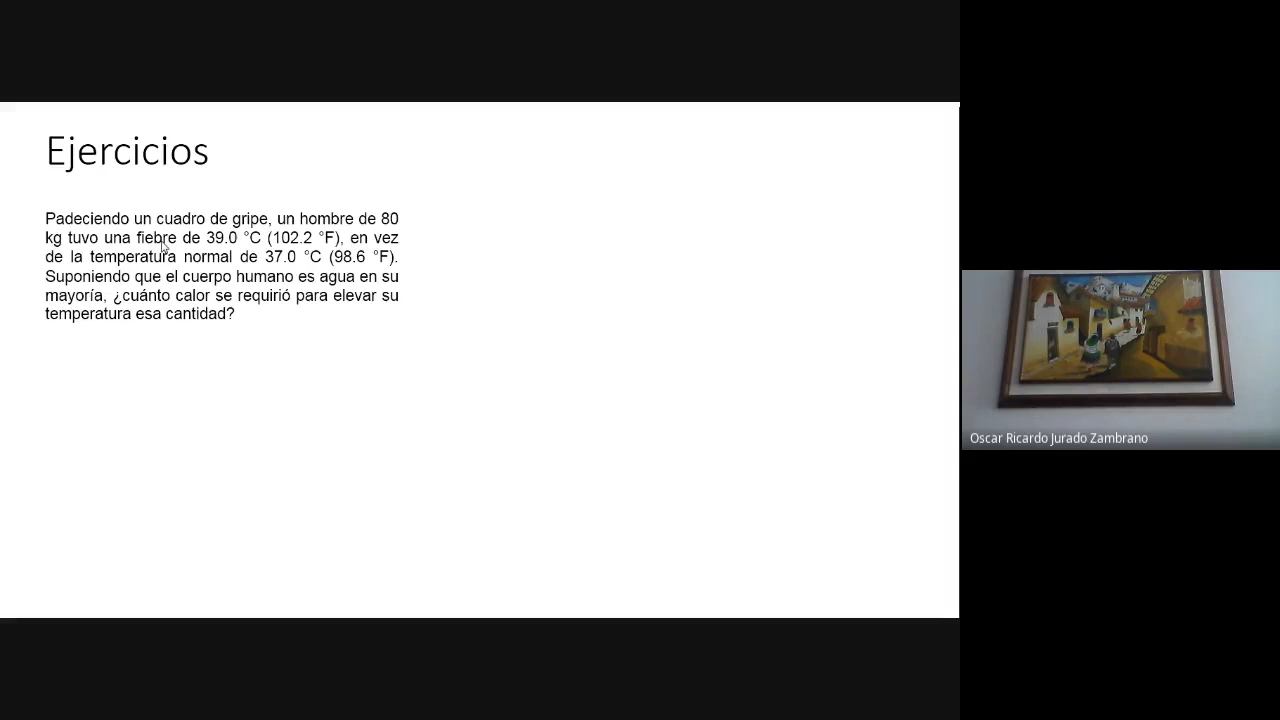 Ejercicios
Padeciendo un cuadro de gripe, un hombre de 80
kg tuvo una fiebre de 39.0 °C (102.2 °F), en vez
de la temperatura normal de 37.0 °C (98.6 °F).
Suponiendo que el cuerpo humano es agua en su
mayoría, ¿cuánto calor se requirió para elevar su
temperatura esa cantidad?
Oscar Ricardo Jurado Zambrano